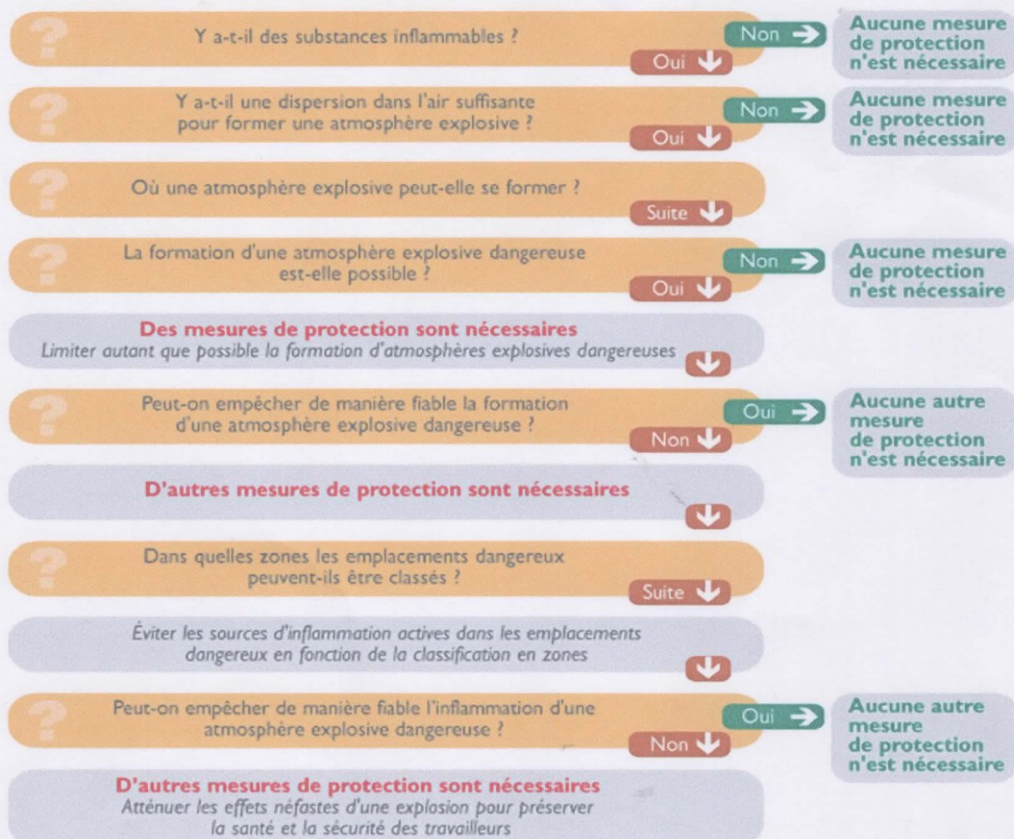 ? Y a-t-il des substances inflammables ?
Non →
Oui ↓
Aucune mesure
de protection
n'est nécessaire
? Y a-t-il une dispersion dans l'air suffisante
pour former une atmosphère explosive ?
Non →
Oui ↓
Aucune mesure
de protection
n'est nécessaire
? Où une atmosphère explosive peut-elle se former ?
Suite ↓
? La formation d'une atmosphère explosive dangereuse
est-elle possible ?
Non →
Oui ↓
Aucune mesure
de protection
n'est nécessaire
Des mesures de protection sont nécessaires
Limiter autant que possible la formation d'atmosphères explosives dangereuses
↓
? Peut-on empêcher de manière fiable la formation
d'une atmosphère explosive dangereuse ?
Oui →
Non ↓
Aucune autre
mesure
de protection
n'est nécessaire
D'autres mesures de protection sont nécessaires
↓
? Dans quelles zones les emplacements dangereux
peuvent-ils être classés ?
Suite ↓
Éviter les sources d'inflammation actives dans les emplacements
dangereux en fonction de la classification en zones
↓
? Peut-on empêcher de manière fiable l'inflammation d'une
atmosphère explosive dangereuse ?
Oui →
Non ↓
Aucune autre
mesure
de protection
n'est nécessaire
D'autres mesures de protection sont nécessaires
Atténuer les effets néfastes d'une explosion pour préserver
la santé et la sécurité des travailleurs